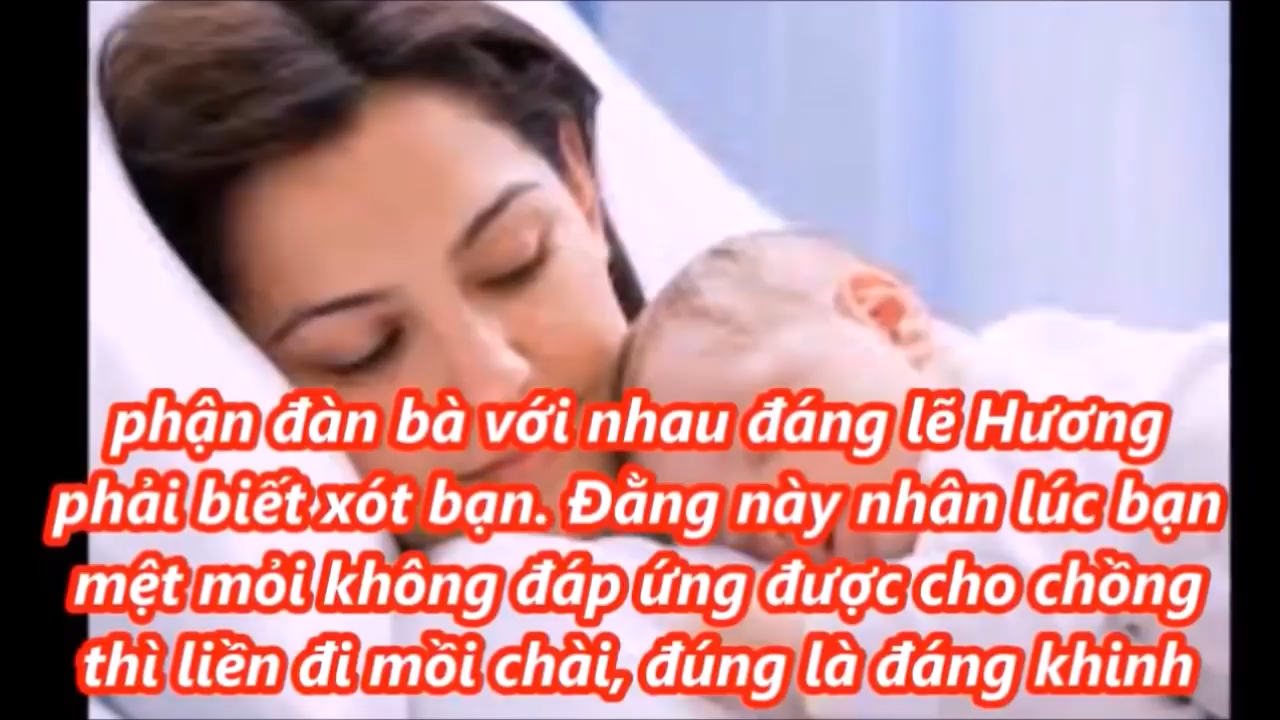 phận đàn bà với nhau đáng lẽ Hương
phải biết xót bạn. Đằng này nhân lúc bạn
mệt mỏi không đáp ứng được cho chồng
thì liền đi mồi chài, đúng là đáng khinh